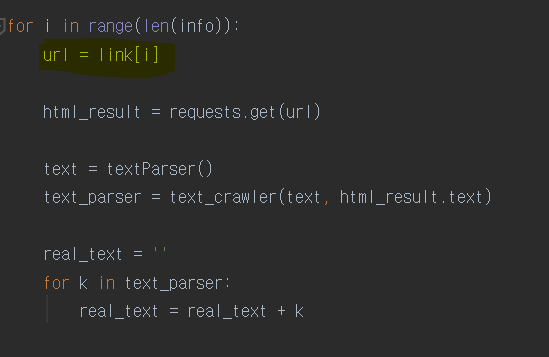 for i in range(len(info)):
    url = link[i]
    html_result = requests.get(url)
    text = textParser()
    text_parser = text_crawler(text, html_result.text)
    real_text = ''
    for k in text_parser:
        real_text = real_text + k